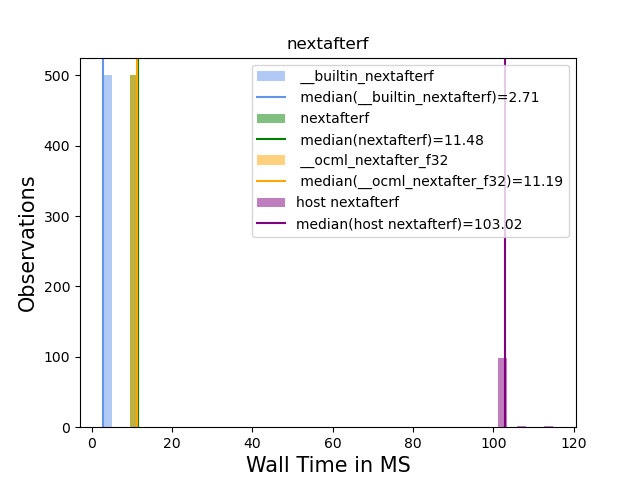 nextafterf
__builtin_nextafterf
median(__builtin_nextafterf)=2.71
nextafterf
median(nextafterf)=11.48
__ocml_nextafter_f32
median(__ocml_nextafter_f32)=11.19
host nextafterf
median(host nextafterf)=103.02
Observations
500
400
300
200
100
0
0 20 40 60 80 100 120
Wall Time in MS